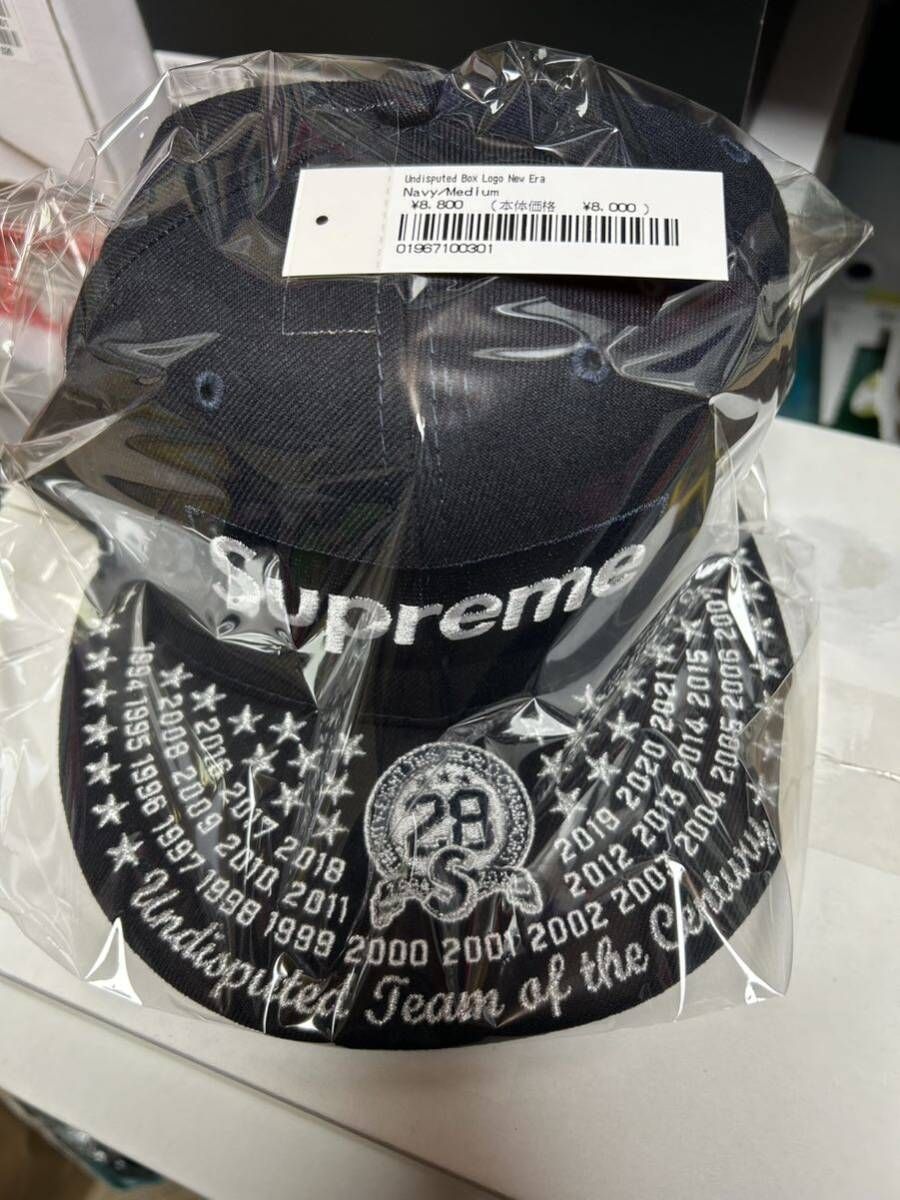 Undisputed Box Logo New Era
Navy/Medium
¥8,800 (本体価格 ¥8,000)
01967100301
Supreme
2016 2017 2018
2019 2020 2021
2008 2009 2010 2011
2012 2013 2014 2015
1994 1995 1996 1997 1998 1999 2000 2001 2002 2003 2004 2005 2006 2007
28
S
Undisputed Team of the Century